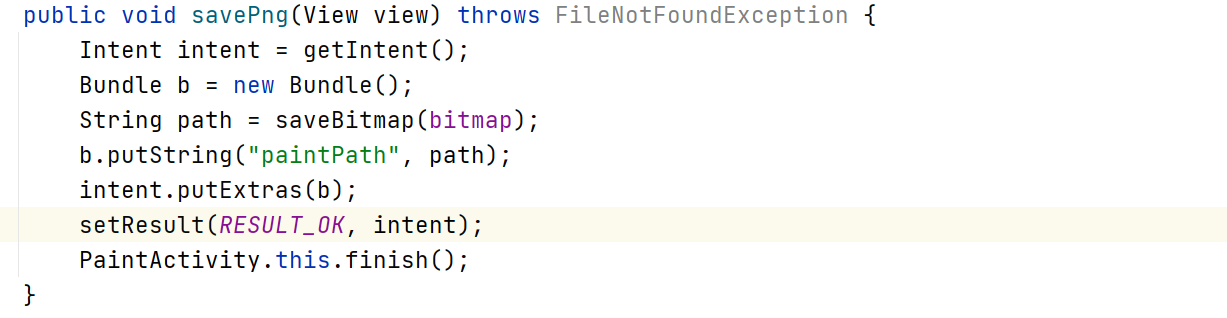 public void savePng(View view) throws FileNotFoundException {
    Intent intent = getIntent();
    Bundle b = new Bundle();
    String path = saveBitmap(bitmap);
    b.putString("paintPath", path);
    intent.putExtras(b);
    setResult(RESULT_OK, intent);
    PaintActivity.this.finish();
}